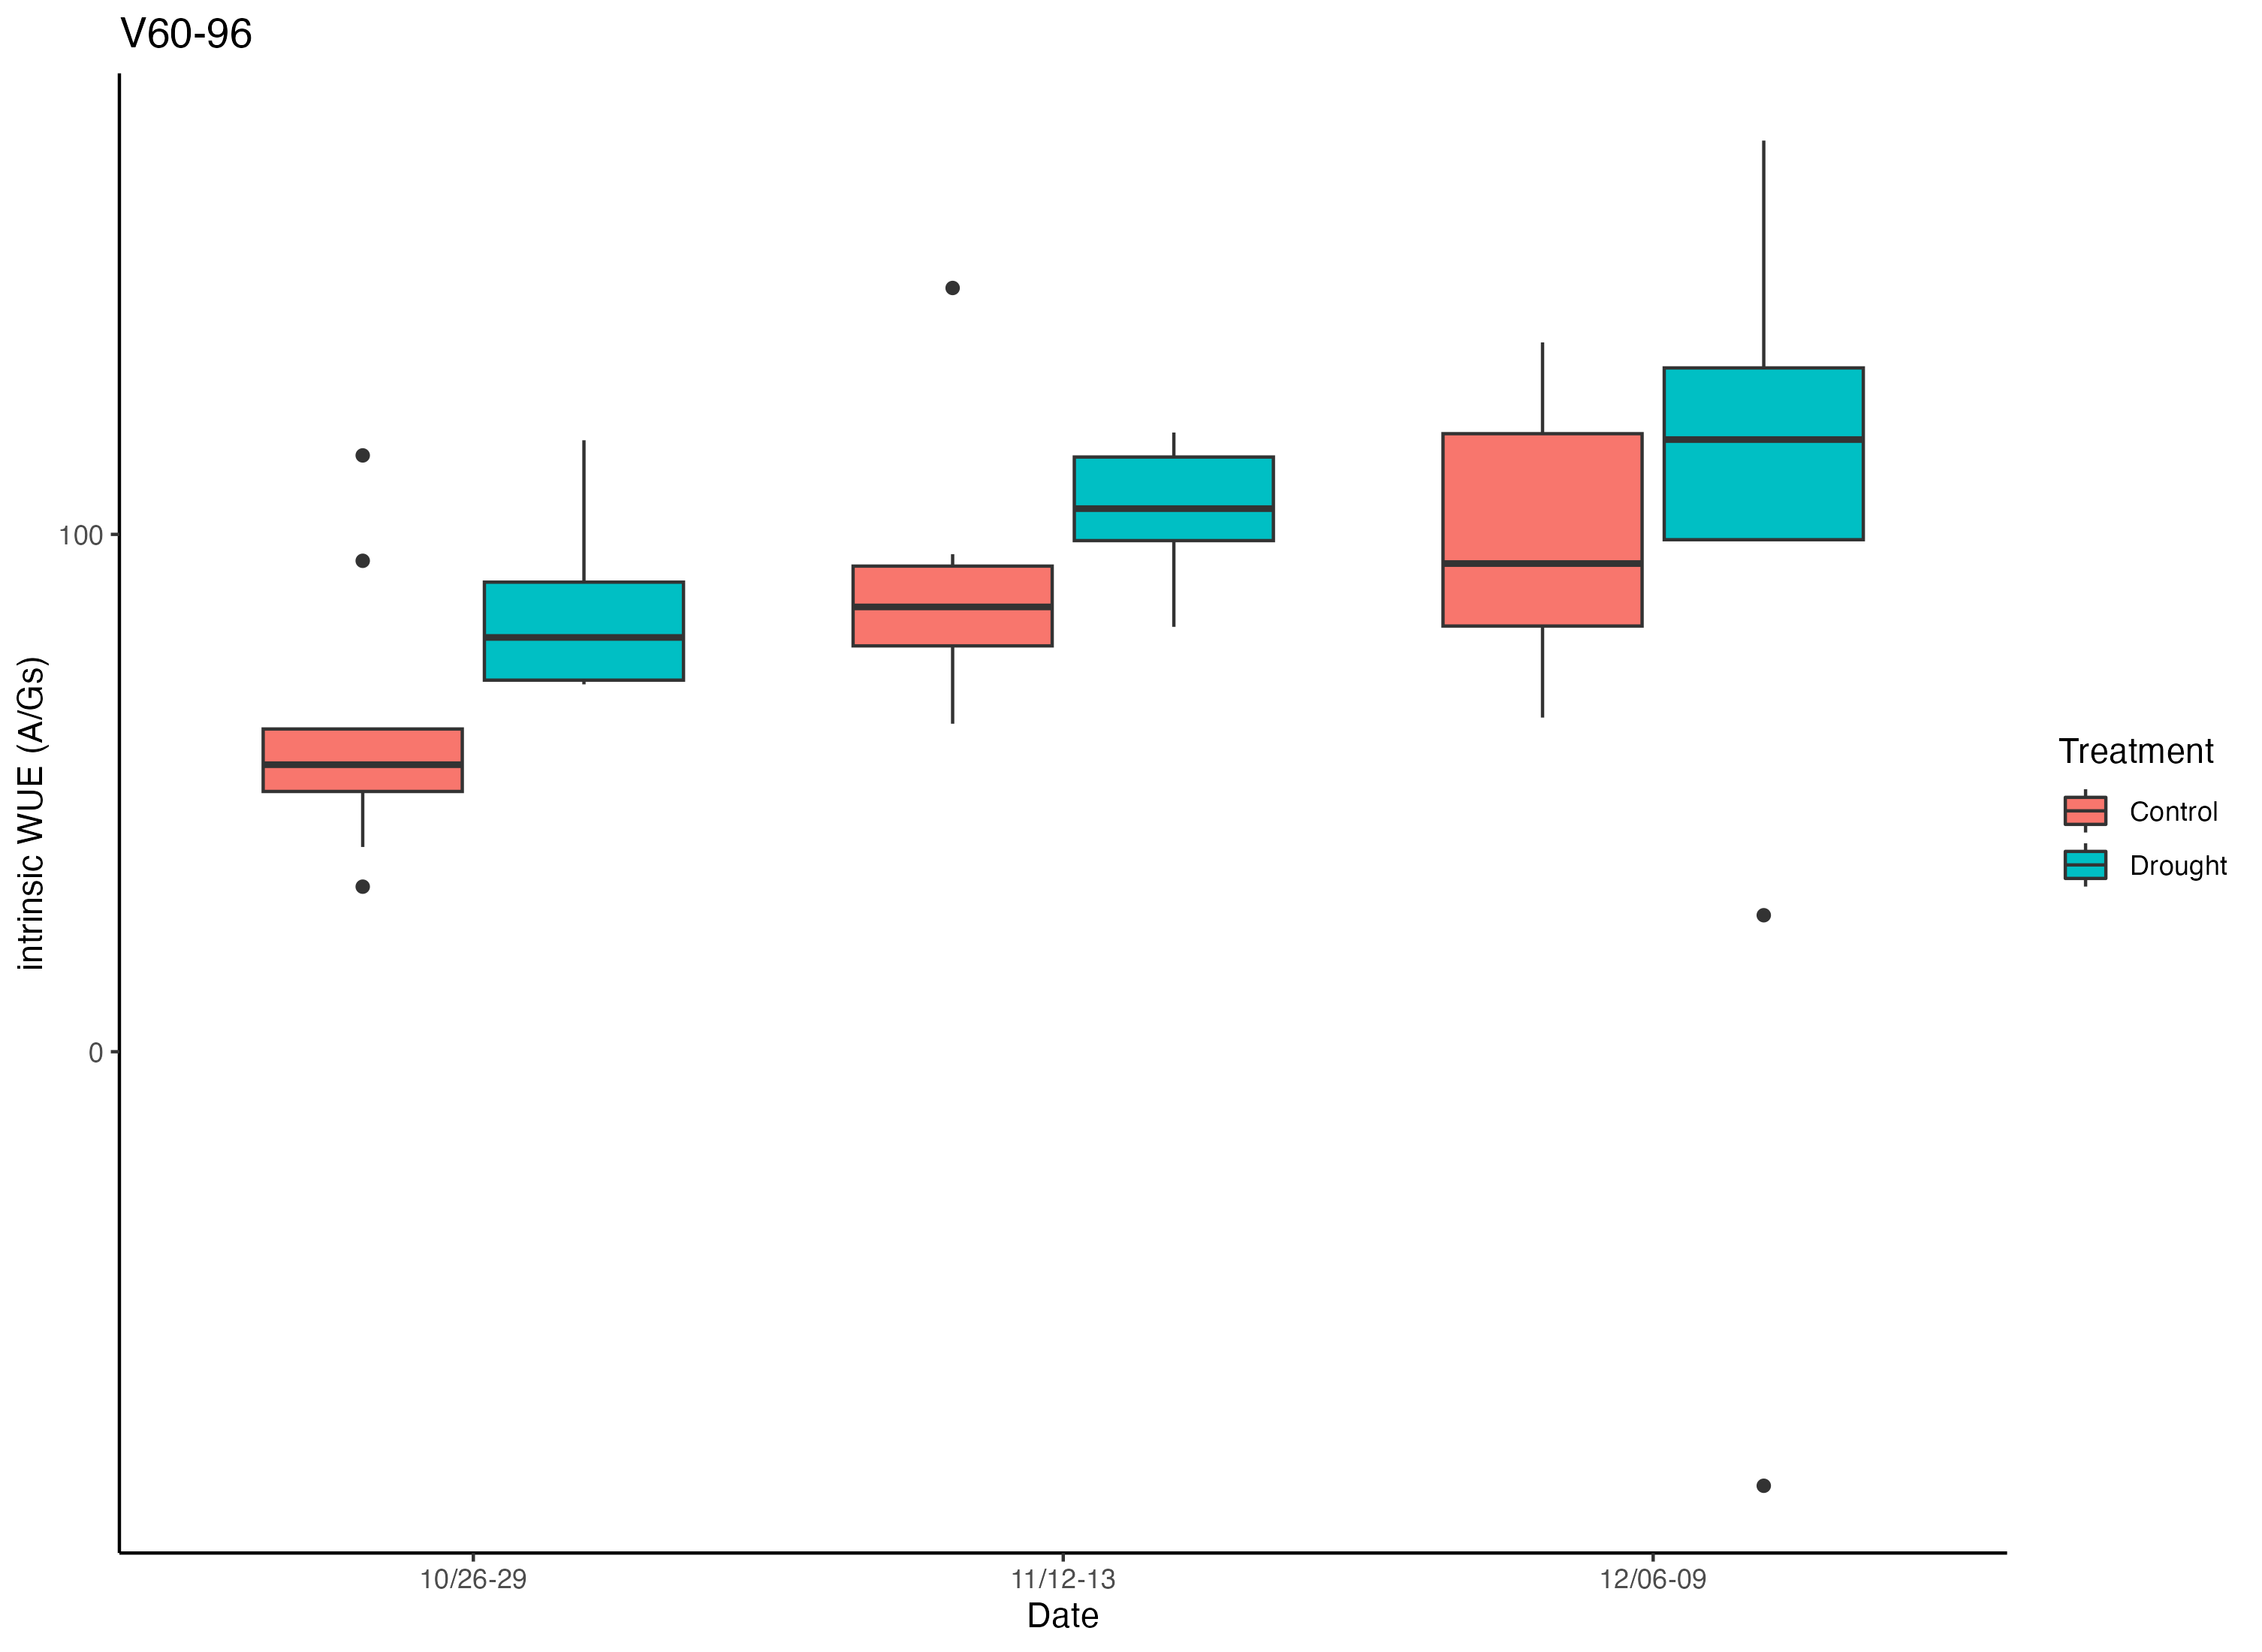 V60-96
intrinsic WUE (A/Gs)
100
0
10/26-29
11/12-13
12/06-09
Date
Treatment
Control
Drought